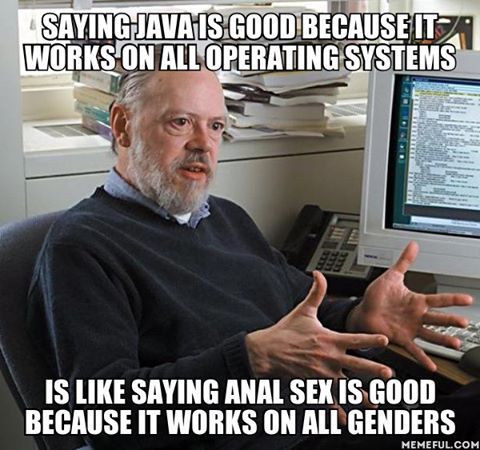 SAYING JAVA IS GOOD BECAUSE IT
WORKS ON ALL OPERATING SYSTEMS
IS LIKE SAYING ANAL SEX IS GOOD
BECAUSE IT WORKS ON ALL GENDERS
MEMEFUL.COM